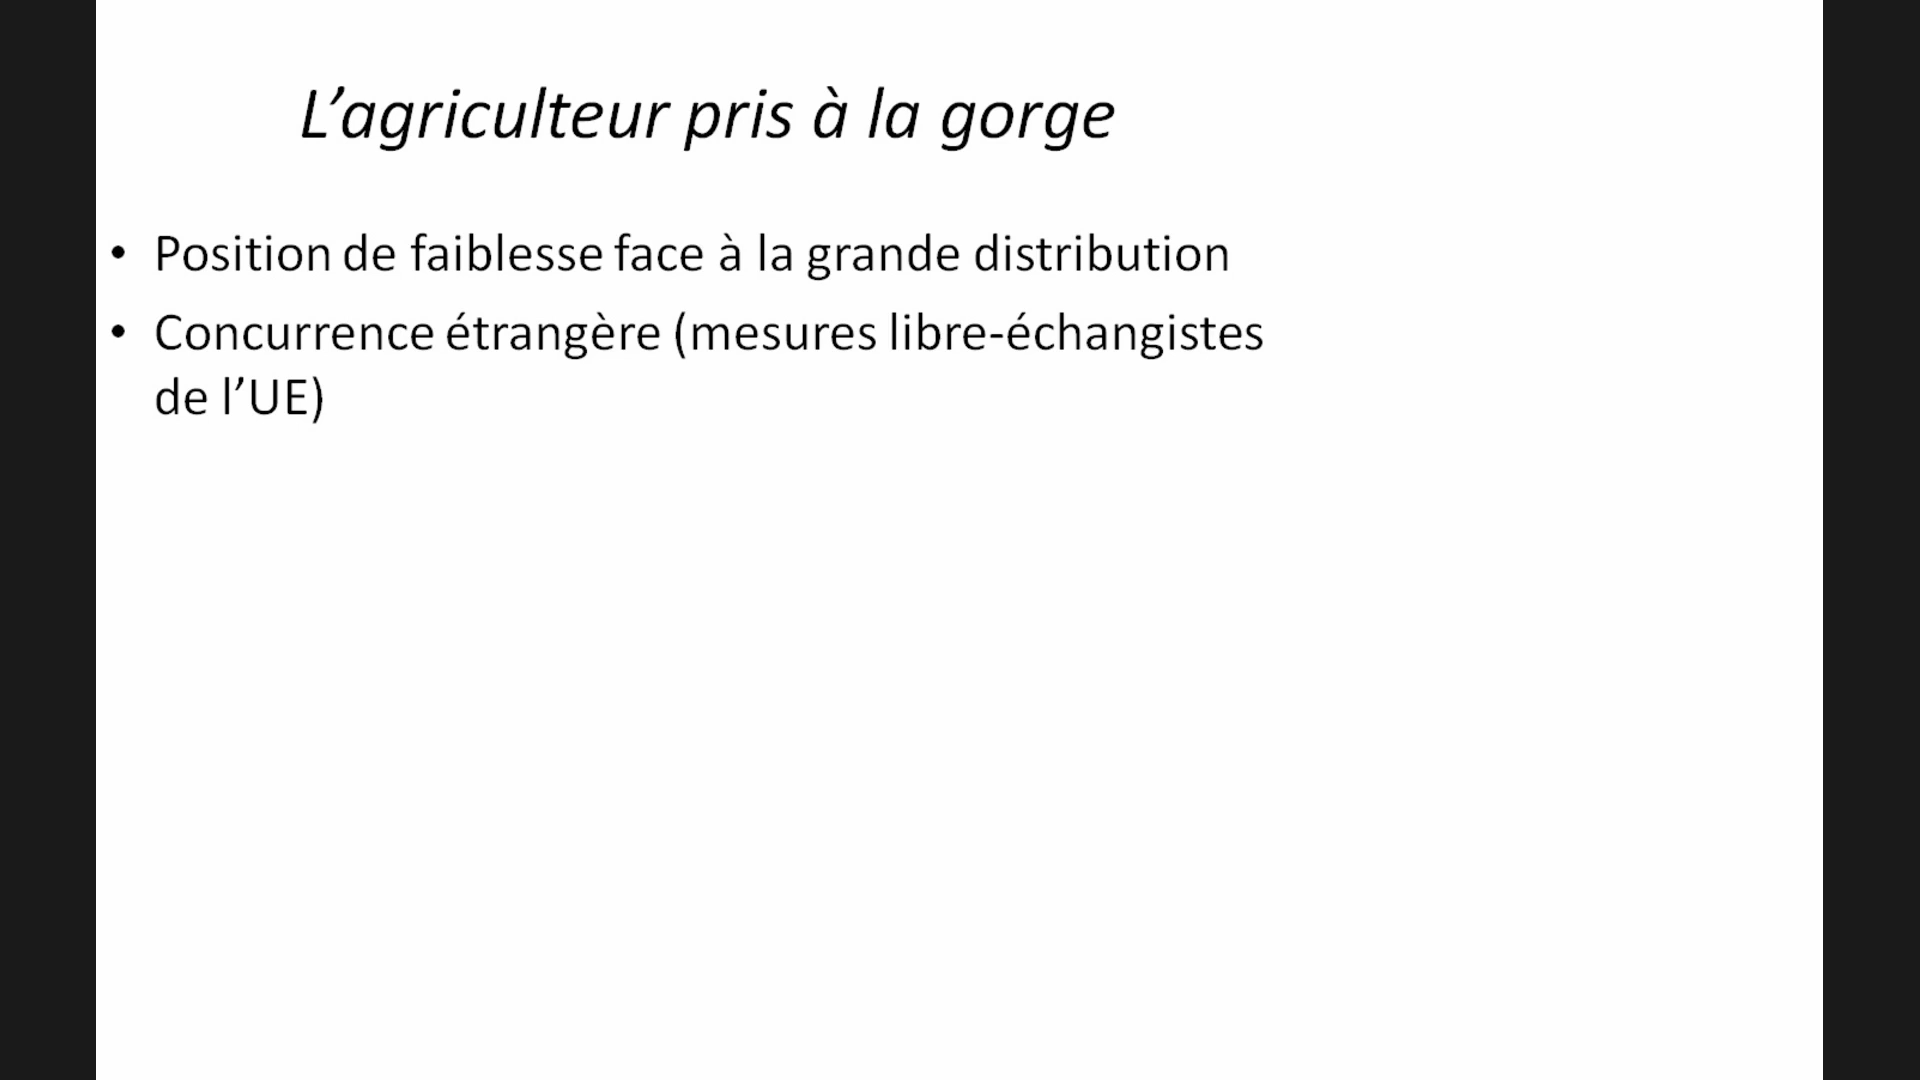 L’agriculteur pris à la gorge
• Position de faiblesse face à la grande distribution
• Concurrence étrangère (mesures libre-échangistes
de l’UE)